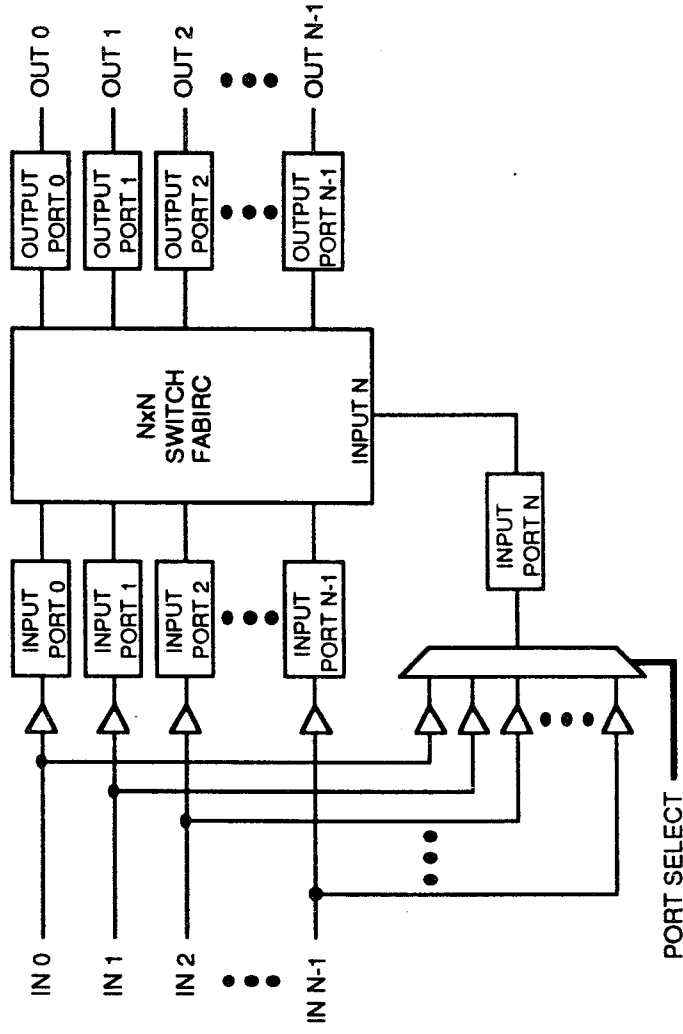 IN 0
IN 1
IN 2
IN N-1
INPUT
PORT 0
INPUT
PORT 1
INPUT
PORT 2
INPUT
PORT N-1
NxN
SWITCH
FABIRC
INPUT N
OUTPUT
PORT 0
OUTPUT
PORT 1
OUTPUT
PORT 2
OUTPUT
PORT N-1
OUT 0
OUT 1
OUT 2
OUT N-1
INPUT
PORT N
PORT SELECT